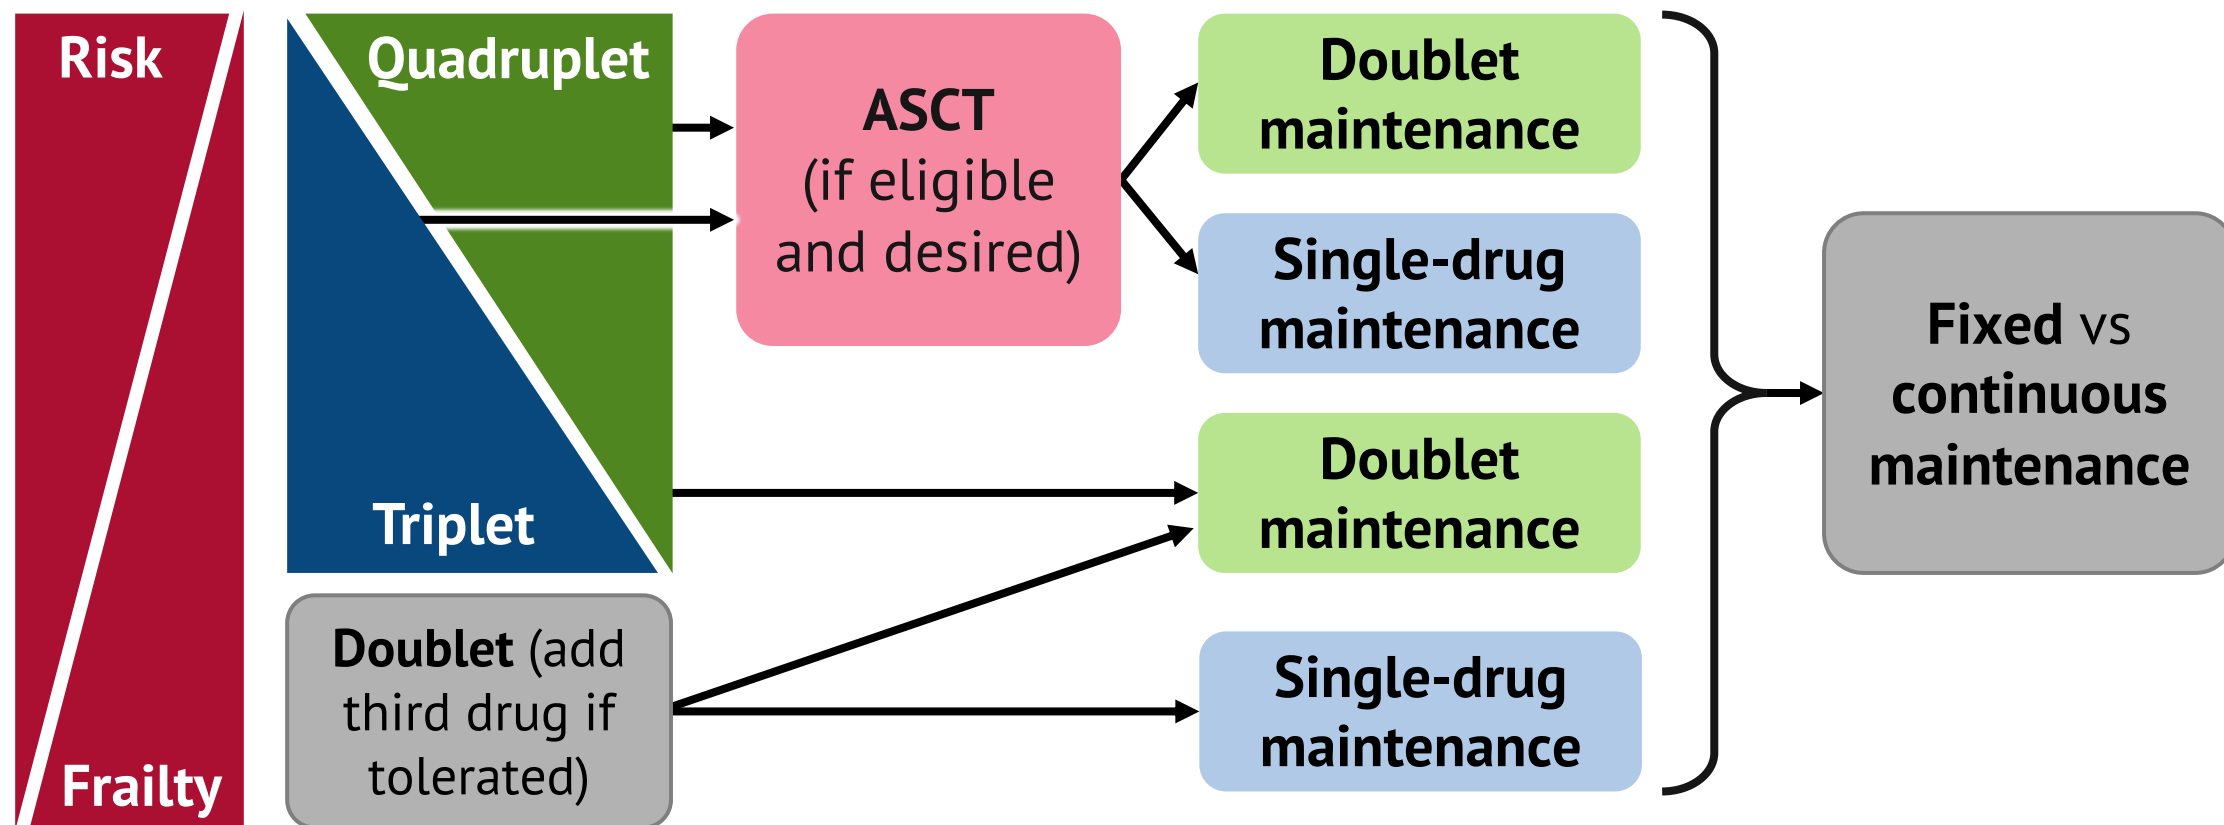 Risk
Frailty
Quadruplet
Triplet
Doublet (add
third drug if
tolerated)
ASCT
(if eligible
and desired)
Doublet
maintenance
Single-drug
maintenance
Doublet
maintenance
Single-drug
maintenance
Fixed vs
continuous
maintenance